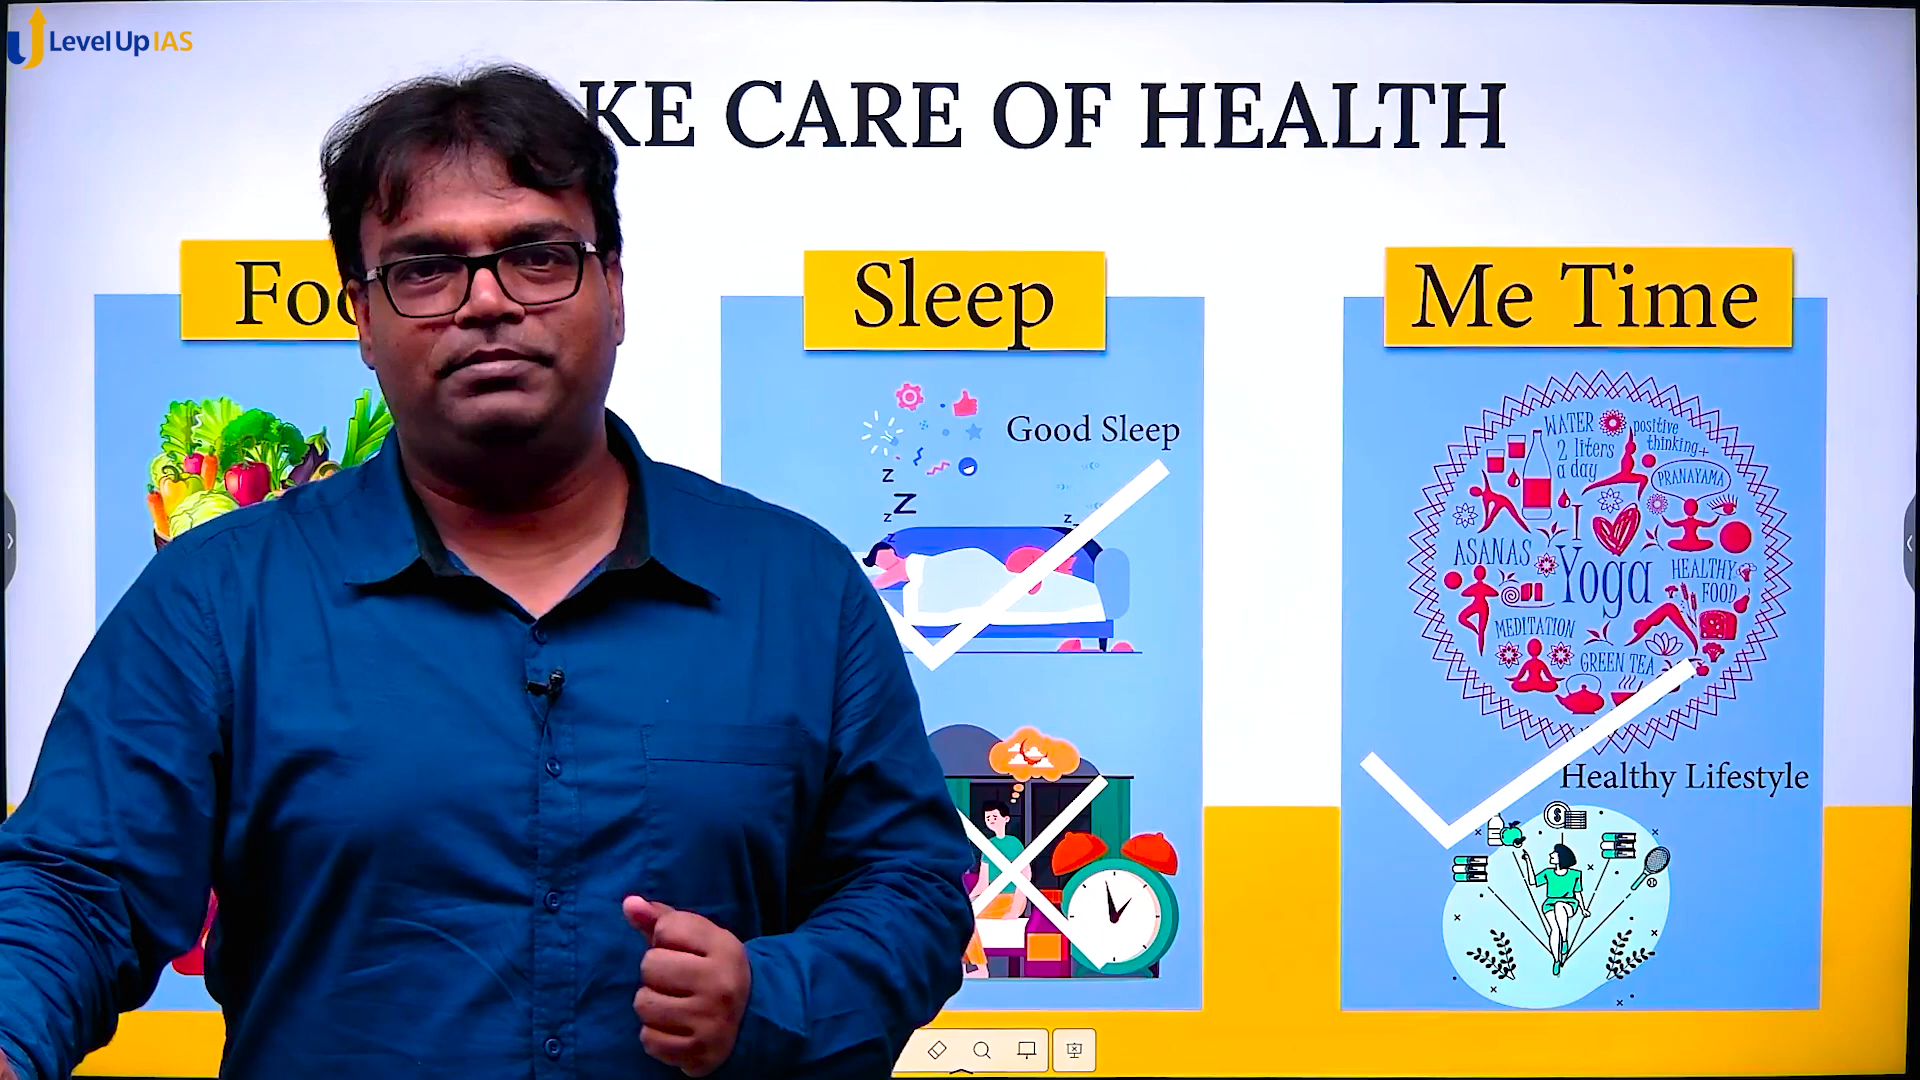 Level Up IAS
KE CARE OF HEALTH
Foo
Sleep
Me Time
Good Sleep
z
Z
z
z
WATER
2 liters
a day
positive
thinking+
PRANAYAMA
I
Yoga
ASANAS
HEALTHY
FOOD
MEDITATION
GREEN TEA
Healthy Lifestyle
$